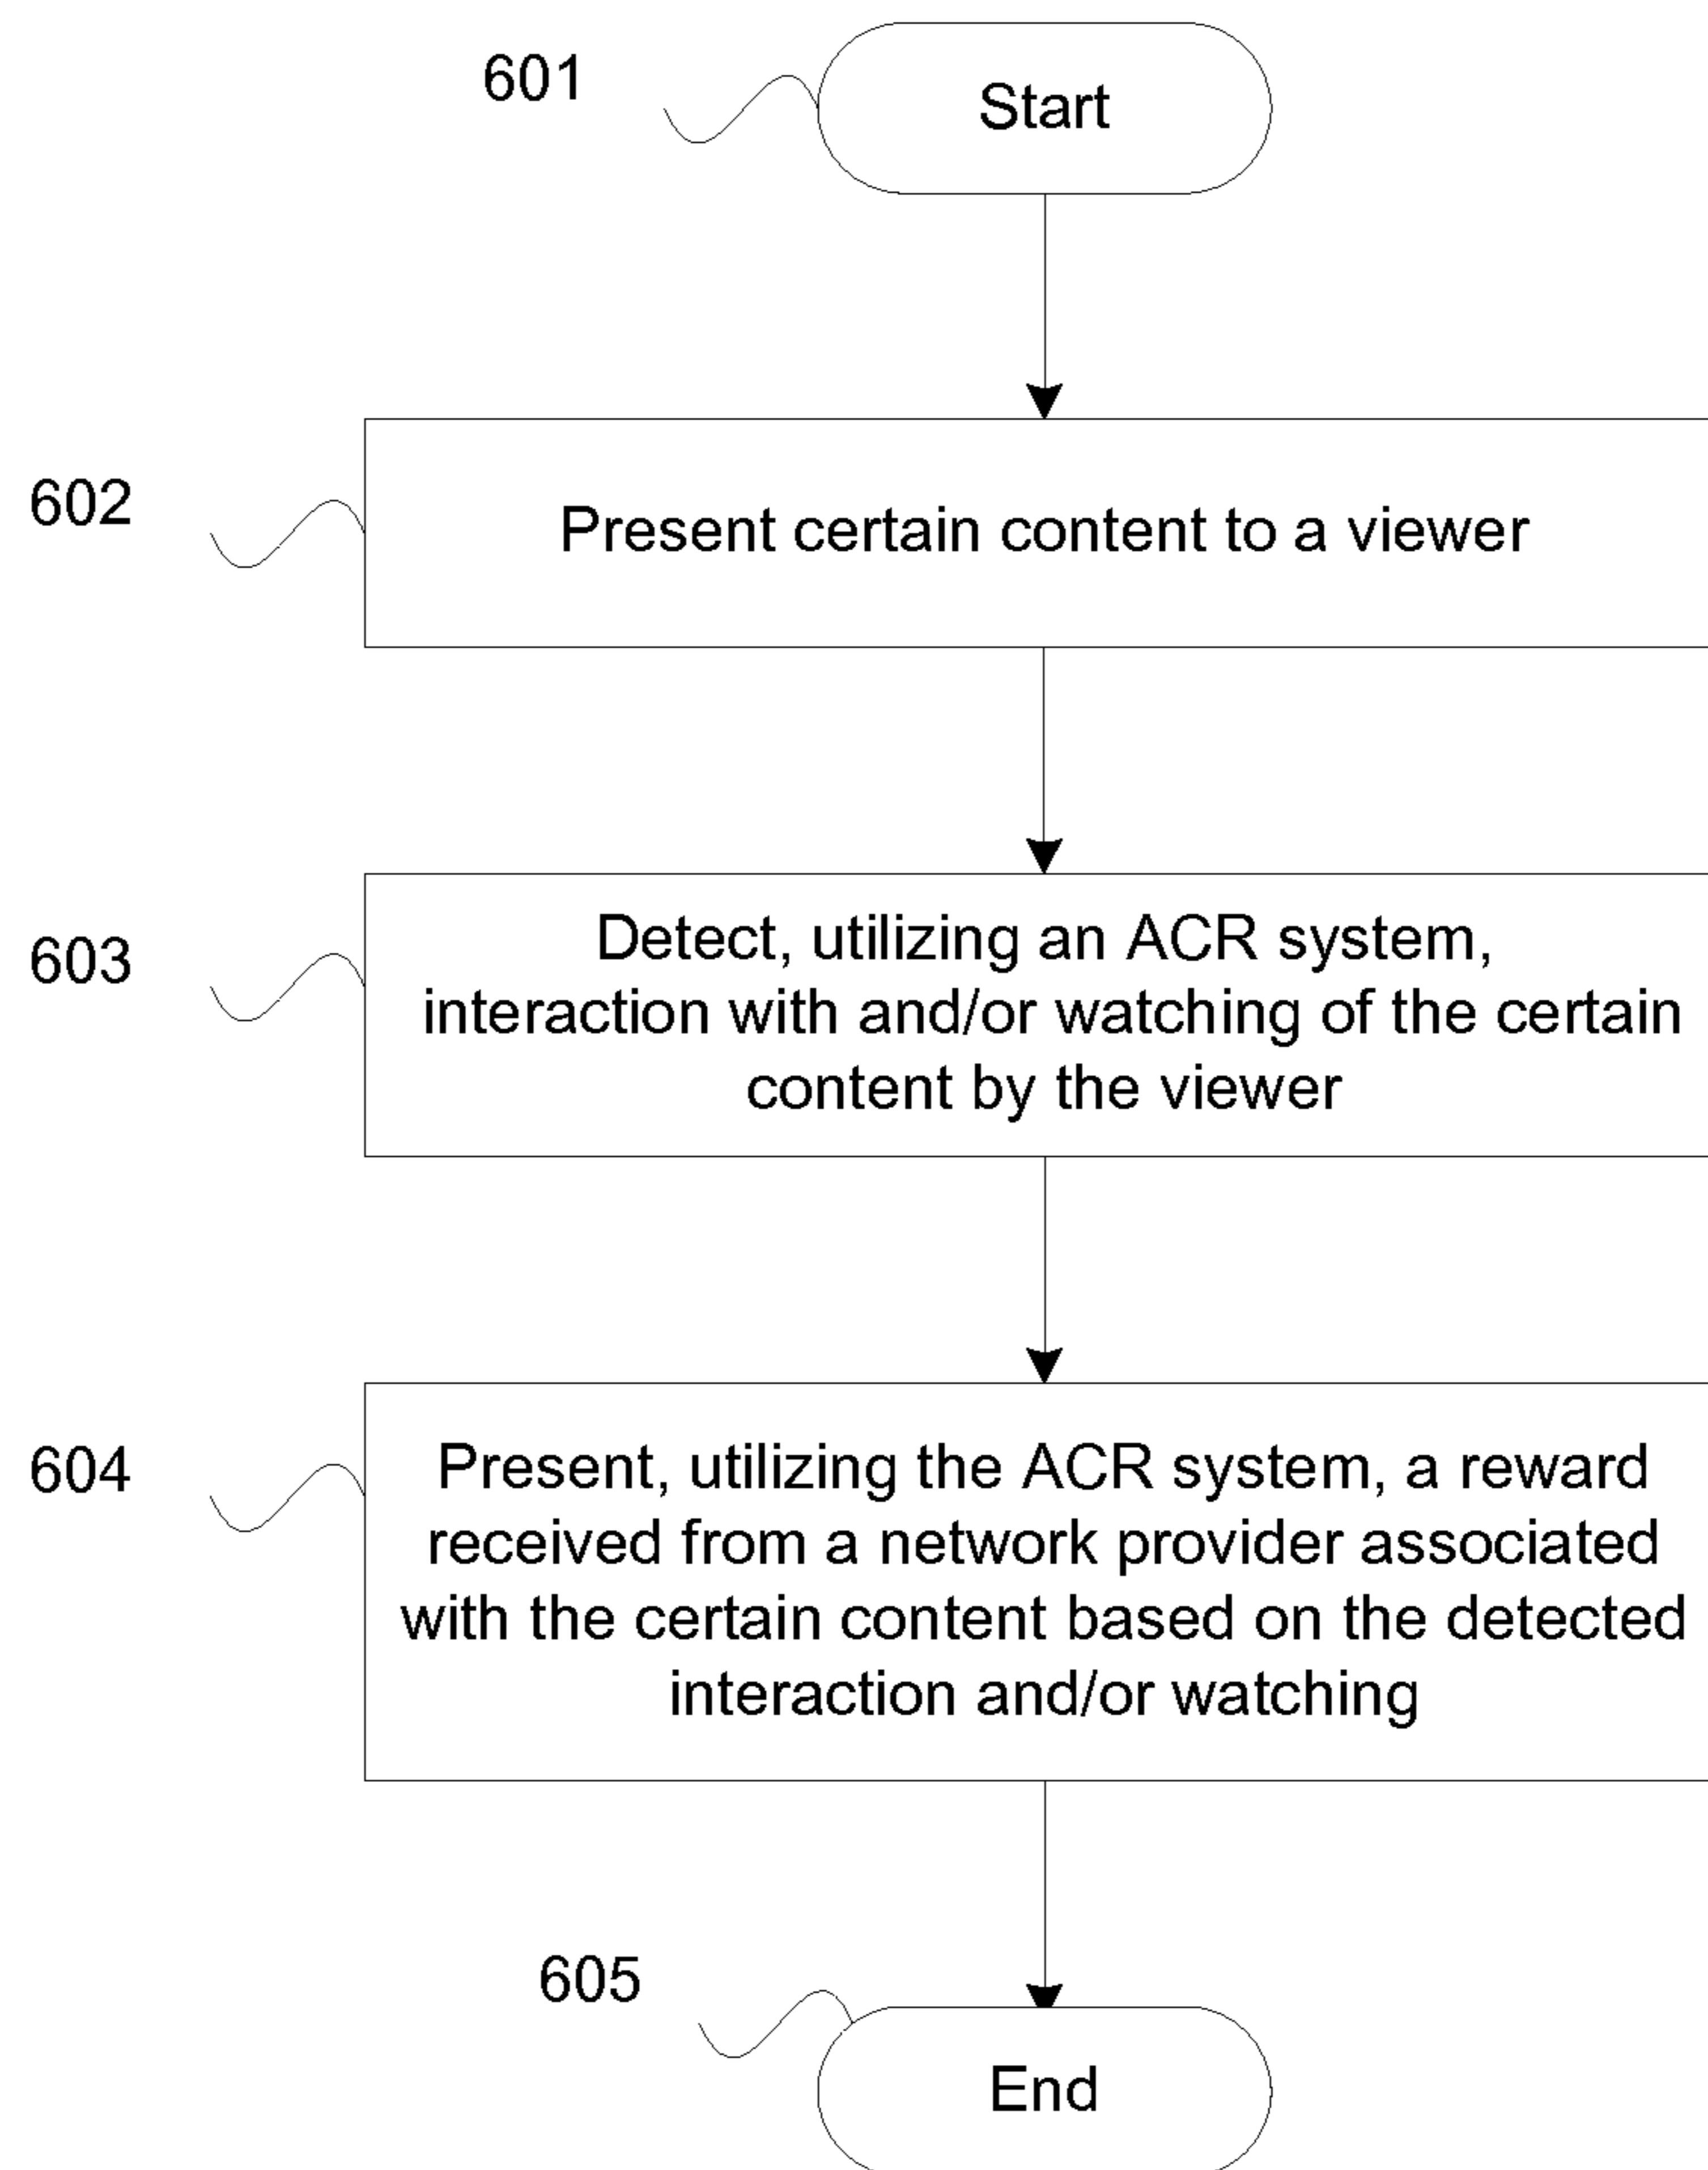 601
Start
602
Present certain content to a viewer
603
Detect, utilizing an ACR system,
interaction with and/or watching of the certain
content by the viewer
604
Present, utilizing the ACR system, a reward
received from a network provider associated
with the certain content based on the detected
interaction and/or watching
605
End